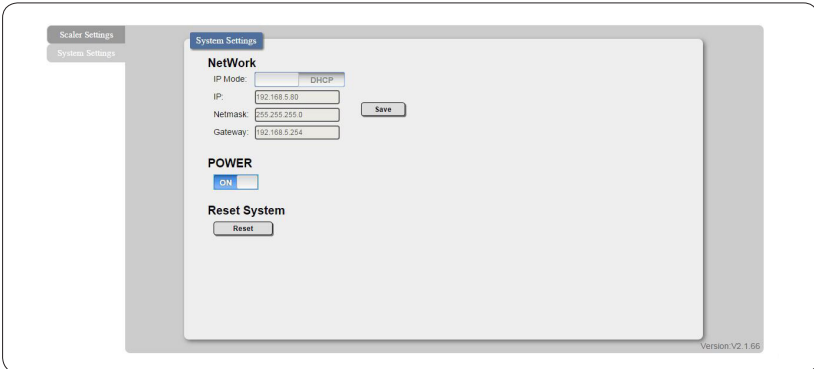 Scaler Settings
System Settings
System Settings
NetWork
IP Mode: DHCP
IP: 192.168.5.80
Netmask: 255.255.255.0
Save
Gateway: 192.168.5.254
POWER
ON
Reset System
Reset
Version:V2.1.66